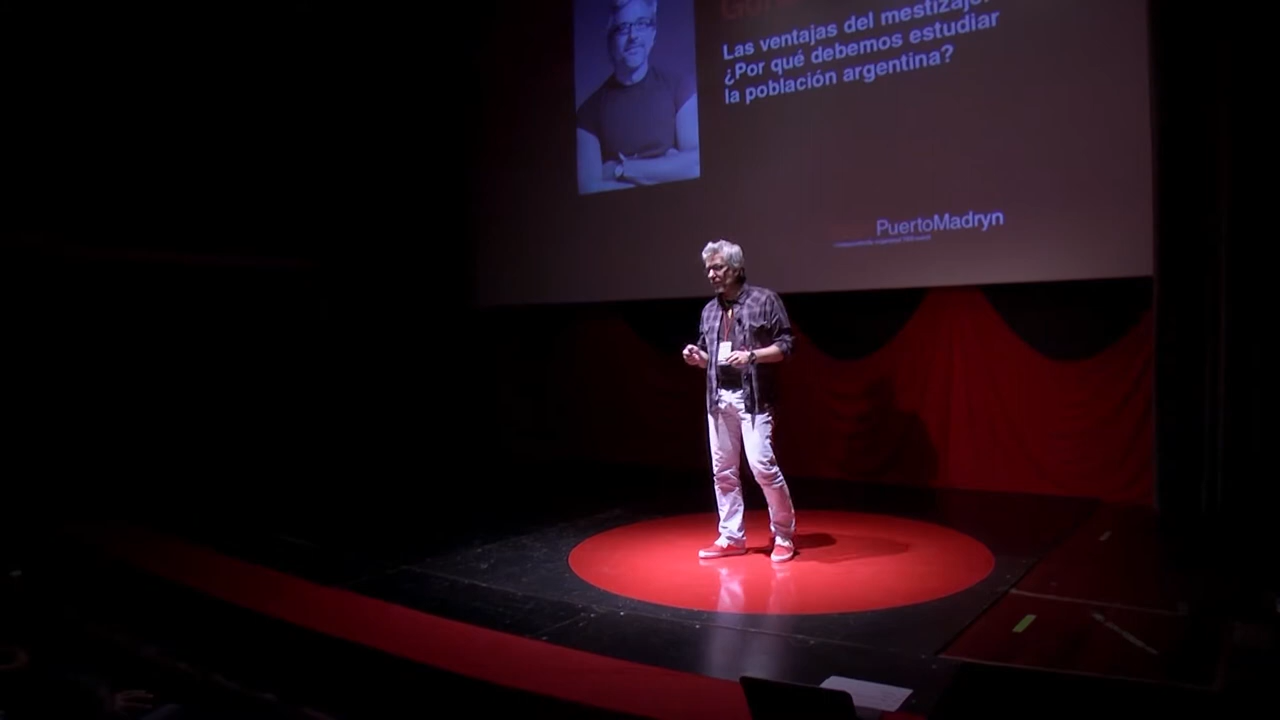 Las ventajas del mestizaje.
¿Por qué debemos estudiar
la población argentina?
PuertoMadryn